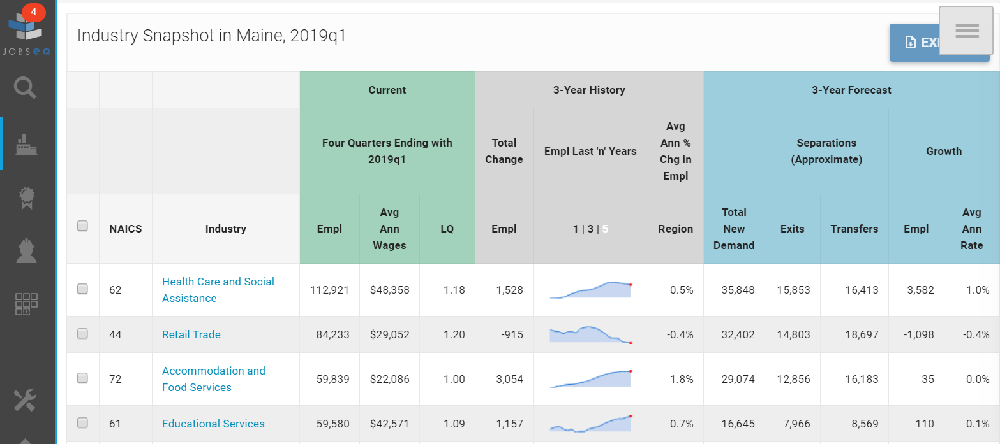 4
JOBS eQ
Industry Snapshot in Maine, 2019q1
Current 3-Year History 3-Year Forecast
Four Quarters Ending with
2019q1
Total
Change
Empl Last 'n' Years
Avg
Ann %
Chg in
Empl
Separations
(Approximate)
Growth
NAICS
Industry
Empl
Avg
Ann
Wages
LQ
Empl
1 | 3 | 5
Region
Total
New
Demand
Exits
Transfers
Empl
Avg
Ann
Rate
62 Health Care and Social
Assistance
112,921 $48,358 1.18 1,528 0.5% 35,848 15,853 16,413 3,582 1.0%
44 Retail Trade 84,233 $29,052 1.20 -915 -0.4% 32,402 14,803 18,697 -1,098 -0.4%
72 Accommodation and
Food Services
59,839 $22,086 1.00 3,054 1.8% 29,074 12,856 16,183 35 0.0%
61 Educational Services 59,580 $42,571 1.09 1,157 0.7% 16,645 7,966 8,569 110 0.1%